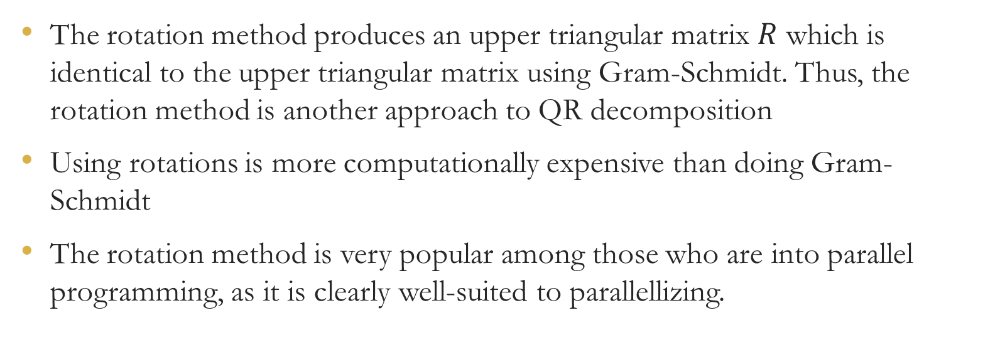 • The rotation method produces an upper triangular matrix R which is
identical to the upper triangular matrix using Gram-Schmidt. Thus, the
rotation method is another approach to QR decomposition
• Using rotations is more computationally expensive than doing Gram-
Schmidt
• The rotation method is very popular among those who are into parallel
programming, as it is clearly well-suited to parallellizing.